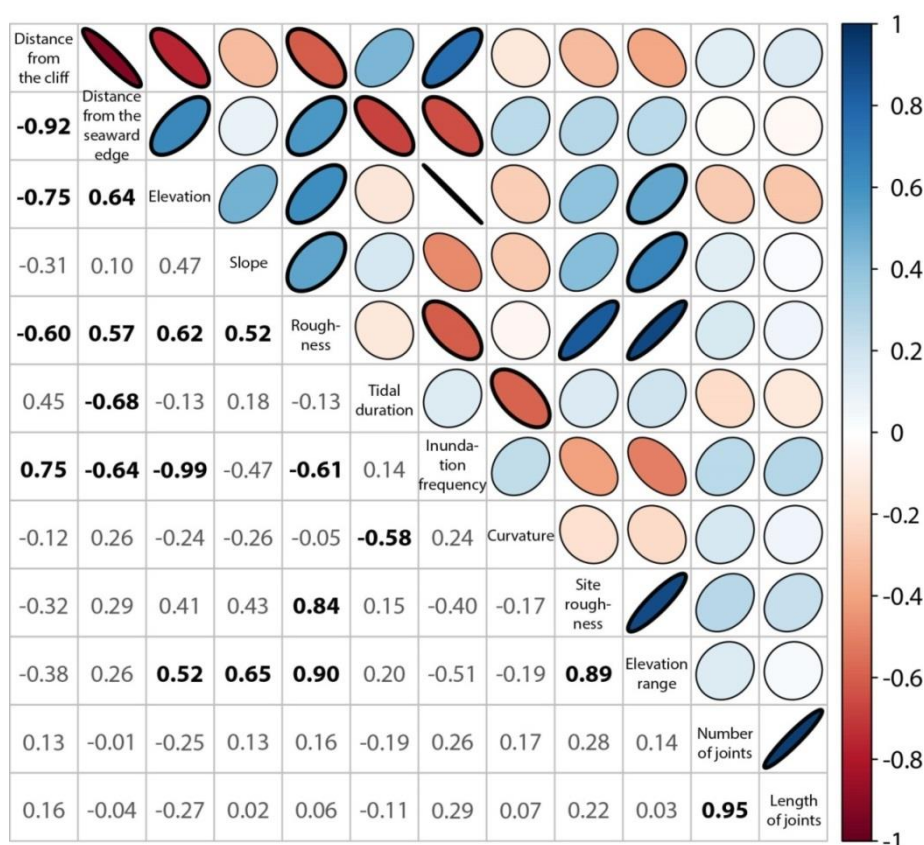 Distance
from
the cliff
-0.92
Distance
from the
seaward
edge
-0.75 0.64 Elevation
-0.31 0.10 0.47 Slope
-0.60 0.57 0.62 0.52 Rough-
ness
0.45 -0.68 -0.13 0.18 -0.13 Tidal
duration
0.75 -0.64 -0.99 -0.47 -0.61 0.14 Inunda-
tion
frequency
-0.12 0.26 -0.24 -0.26 -0.05 -0.58 0.24 Curvature
-0.32 0.29 0.41 0.43 0.84 0.15 -0.40 -0.17 Site
rough-
ness
-0.38 0.26 0.52 0.65 0.90 0.20 -0.51 -0.19 0.89 Elevation
range
0.13 -0.01 -0.25 0.13 0.16 -0.19 0.26 0.17 0.28 0.14 Number
of joints
0.16 -0.04 -0.27 0.02 0.06 -0.11 0.29 0.07 0.22 0.03 0.95 Length
of joints
1
0.8
0.6
0.4
0.2
0
-0.2
-0.4
-0.6
-0.8
-1